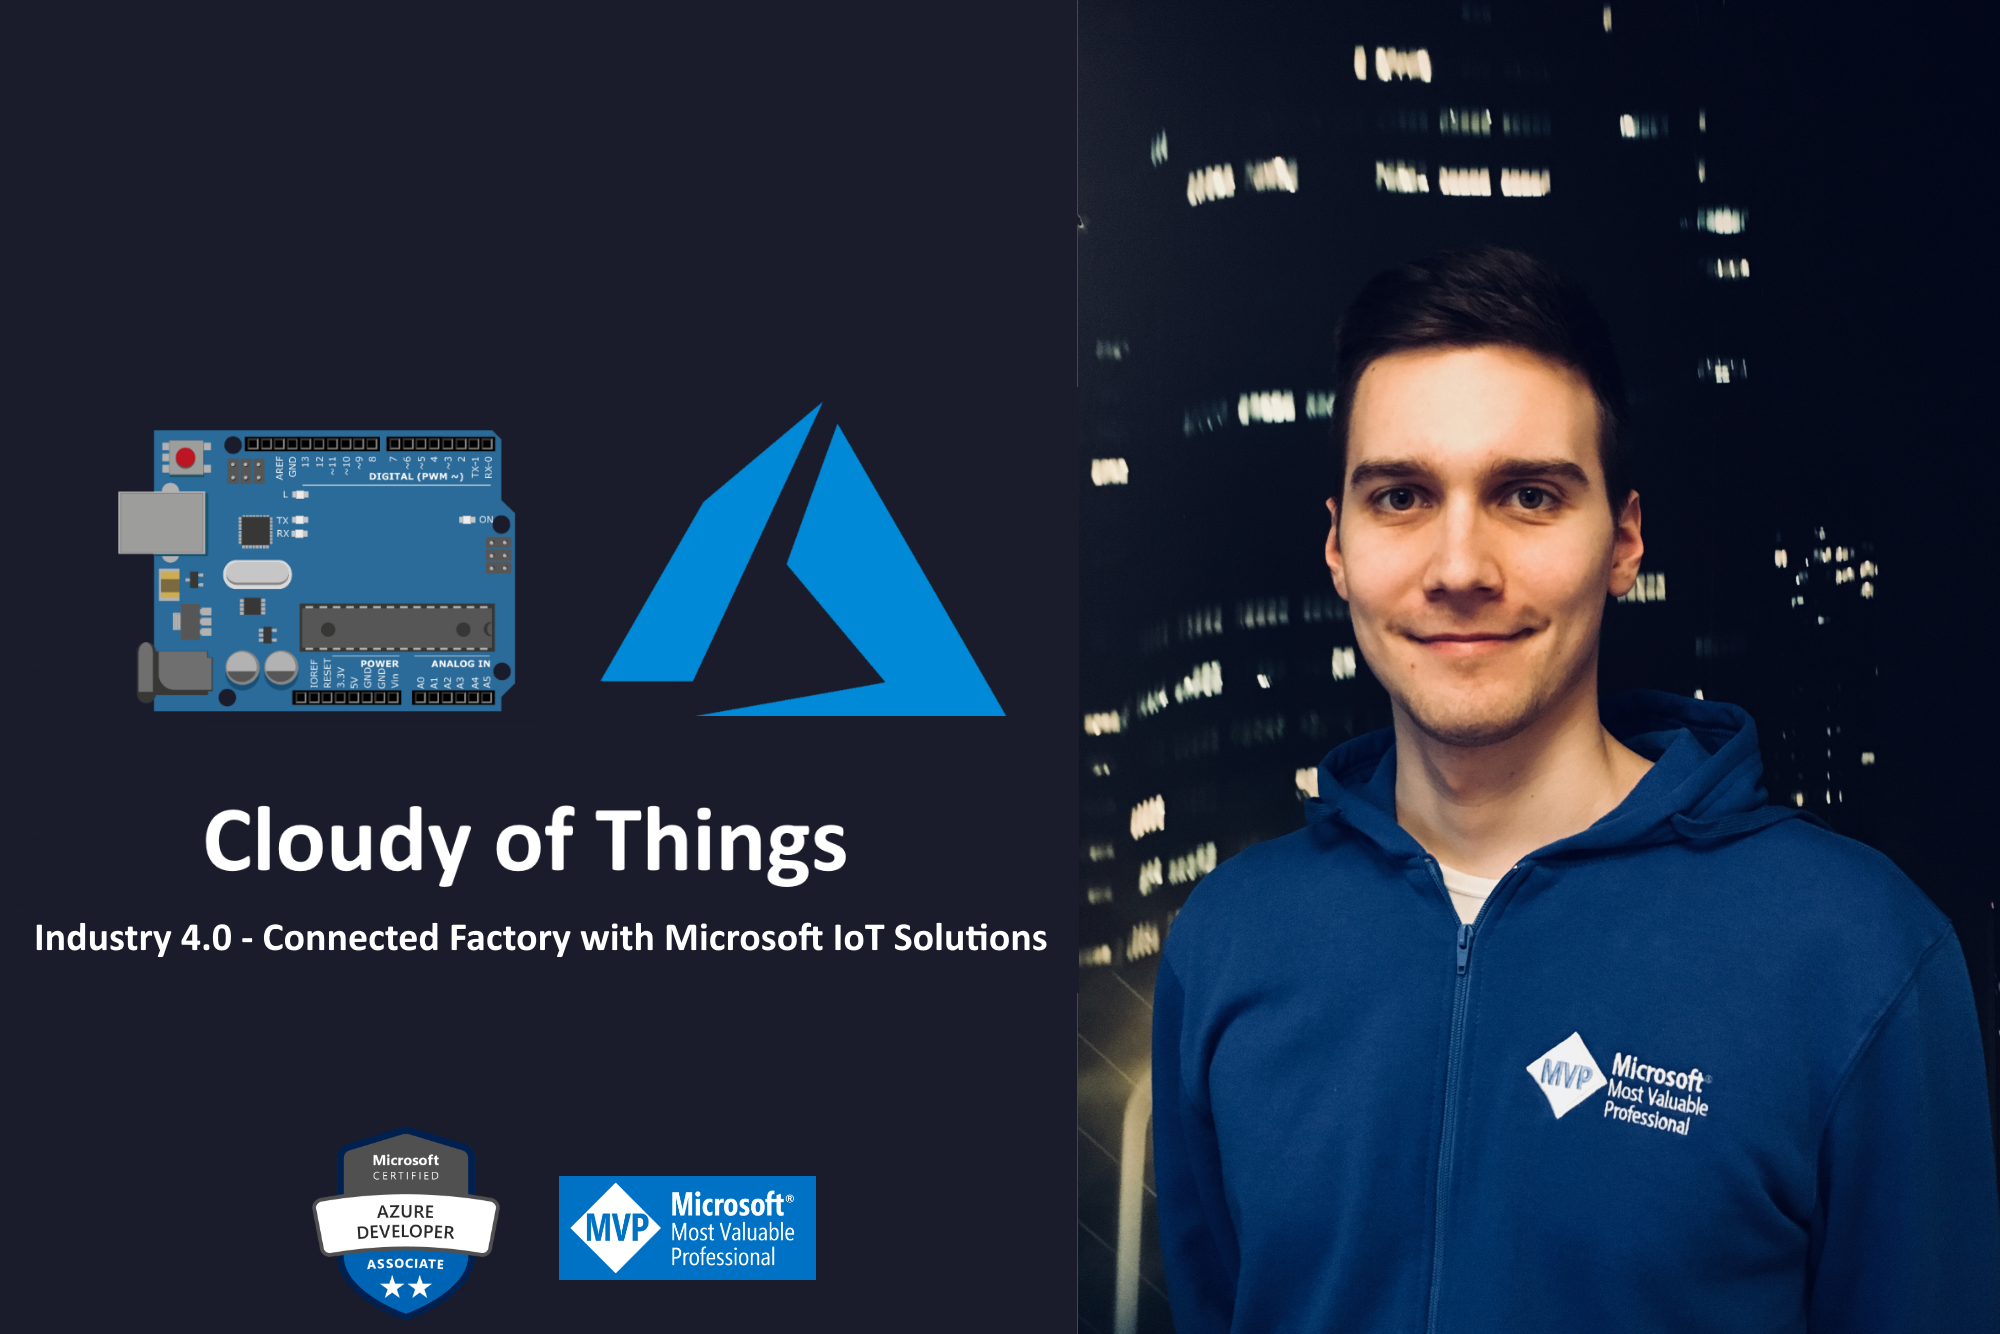 AREF
GND
13
12
~11
~10
~9
8
7
~6
~5
4
~3
2
TX-1
RX-0
DIGITAL (PWM ~)
L
TX
RX
ON
POWER
ANALOG IN
IOREF
RESET
3.3V
5V
GND
GND
Vin
A0
A1
A2
A3
A4
A5
Cloudy of Things
Industry 4.0 - Connected Factory with Microsoft IoT Solutions
Microsoft
CERTIFIED
AZURE
DEVELOPER
ASSOCIATE
MVP
Microsoft®
Most Valuable
Professional
MVP
Microsoft®
Most Valuable
Professional